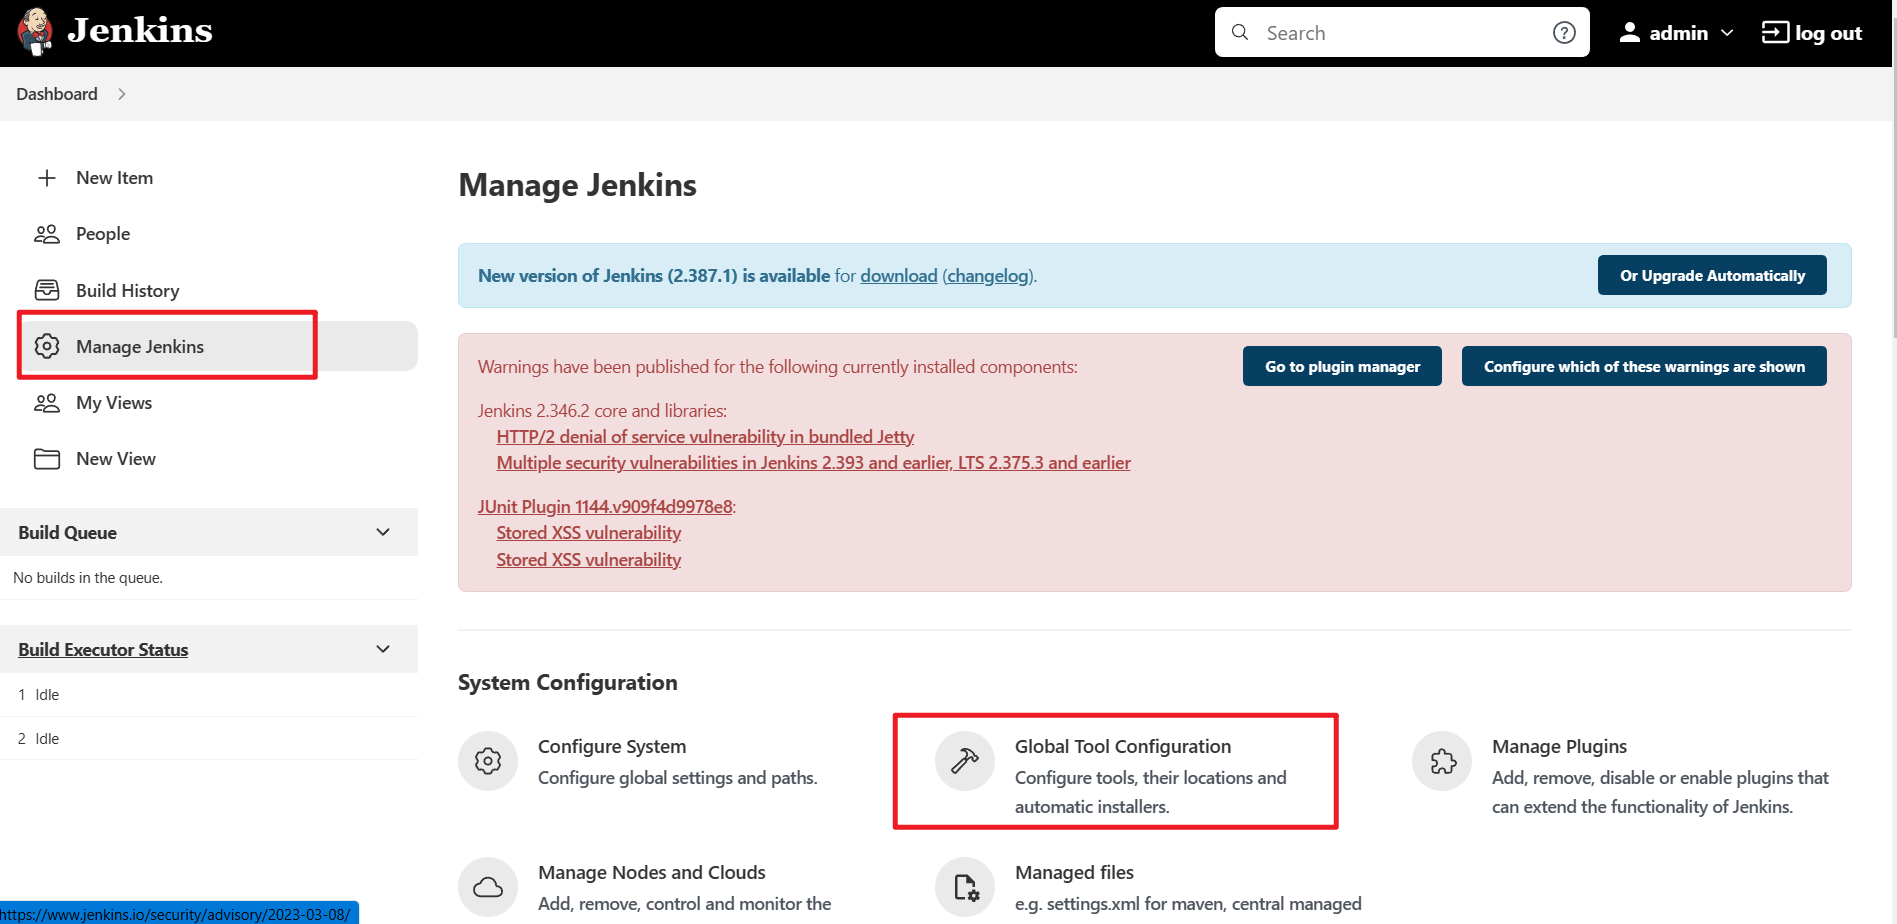 Jenkins
Search
admin
log out
Dashboard
New Item
People
Build History
Manage Jenkins
My Views
New View
Build Queue
No builds in the queue.
Build Executor Status
1 Idle
2 Idle
Manage Jenkins
New version of Jenkins (2.387.1) is available for download (changelog).
Or Upgrade Automatically
Warnings have been published for the following currently installed components:
Go to plugin manager
Configure which of these warnings are shown
Jenkins 2.346.2 core and libraries:
HTTP/2 denial of service vulnerability in bundled Jetty
Multiple security vulnerabilities in Jenkins 2.393 and earlier, LTS 2.375.3 and earlier
JUnit Plugin 1144.v909f4d9978e8:
Stored XSS vulnerability
Stored XSS vulnerability
System Configuration
Configure System
Configure global settings and paths.
Global Tool Configuration
Configure tools, their locations and
automatic installers.
Manage Plugins
Add, remove, disable or enable plugins that
can extend the functionality of Jenkins.
Manage Nodes and Clouds
Add, remove, control and monitor the
Managed files
e.g. settings.xml for maven, central managed
https://www.jenkins.io/security/advisory/2023-03-08/